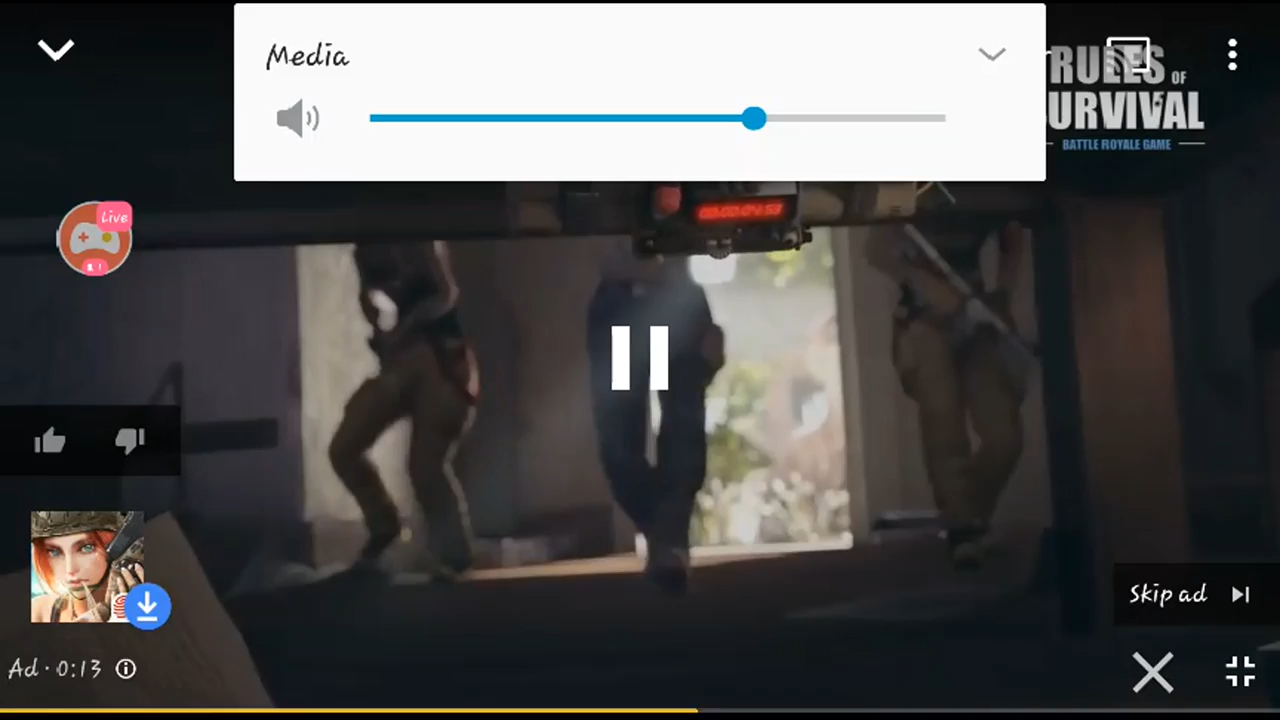 Media
RULES OF
SURVIVAL
BATTLE ROYALE GAME
Live
Skip ad
Ad · 0:13